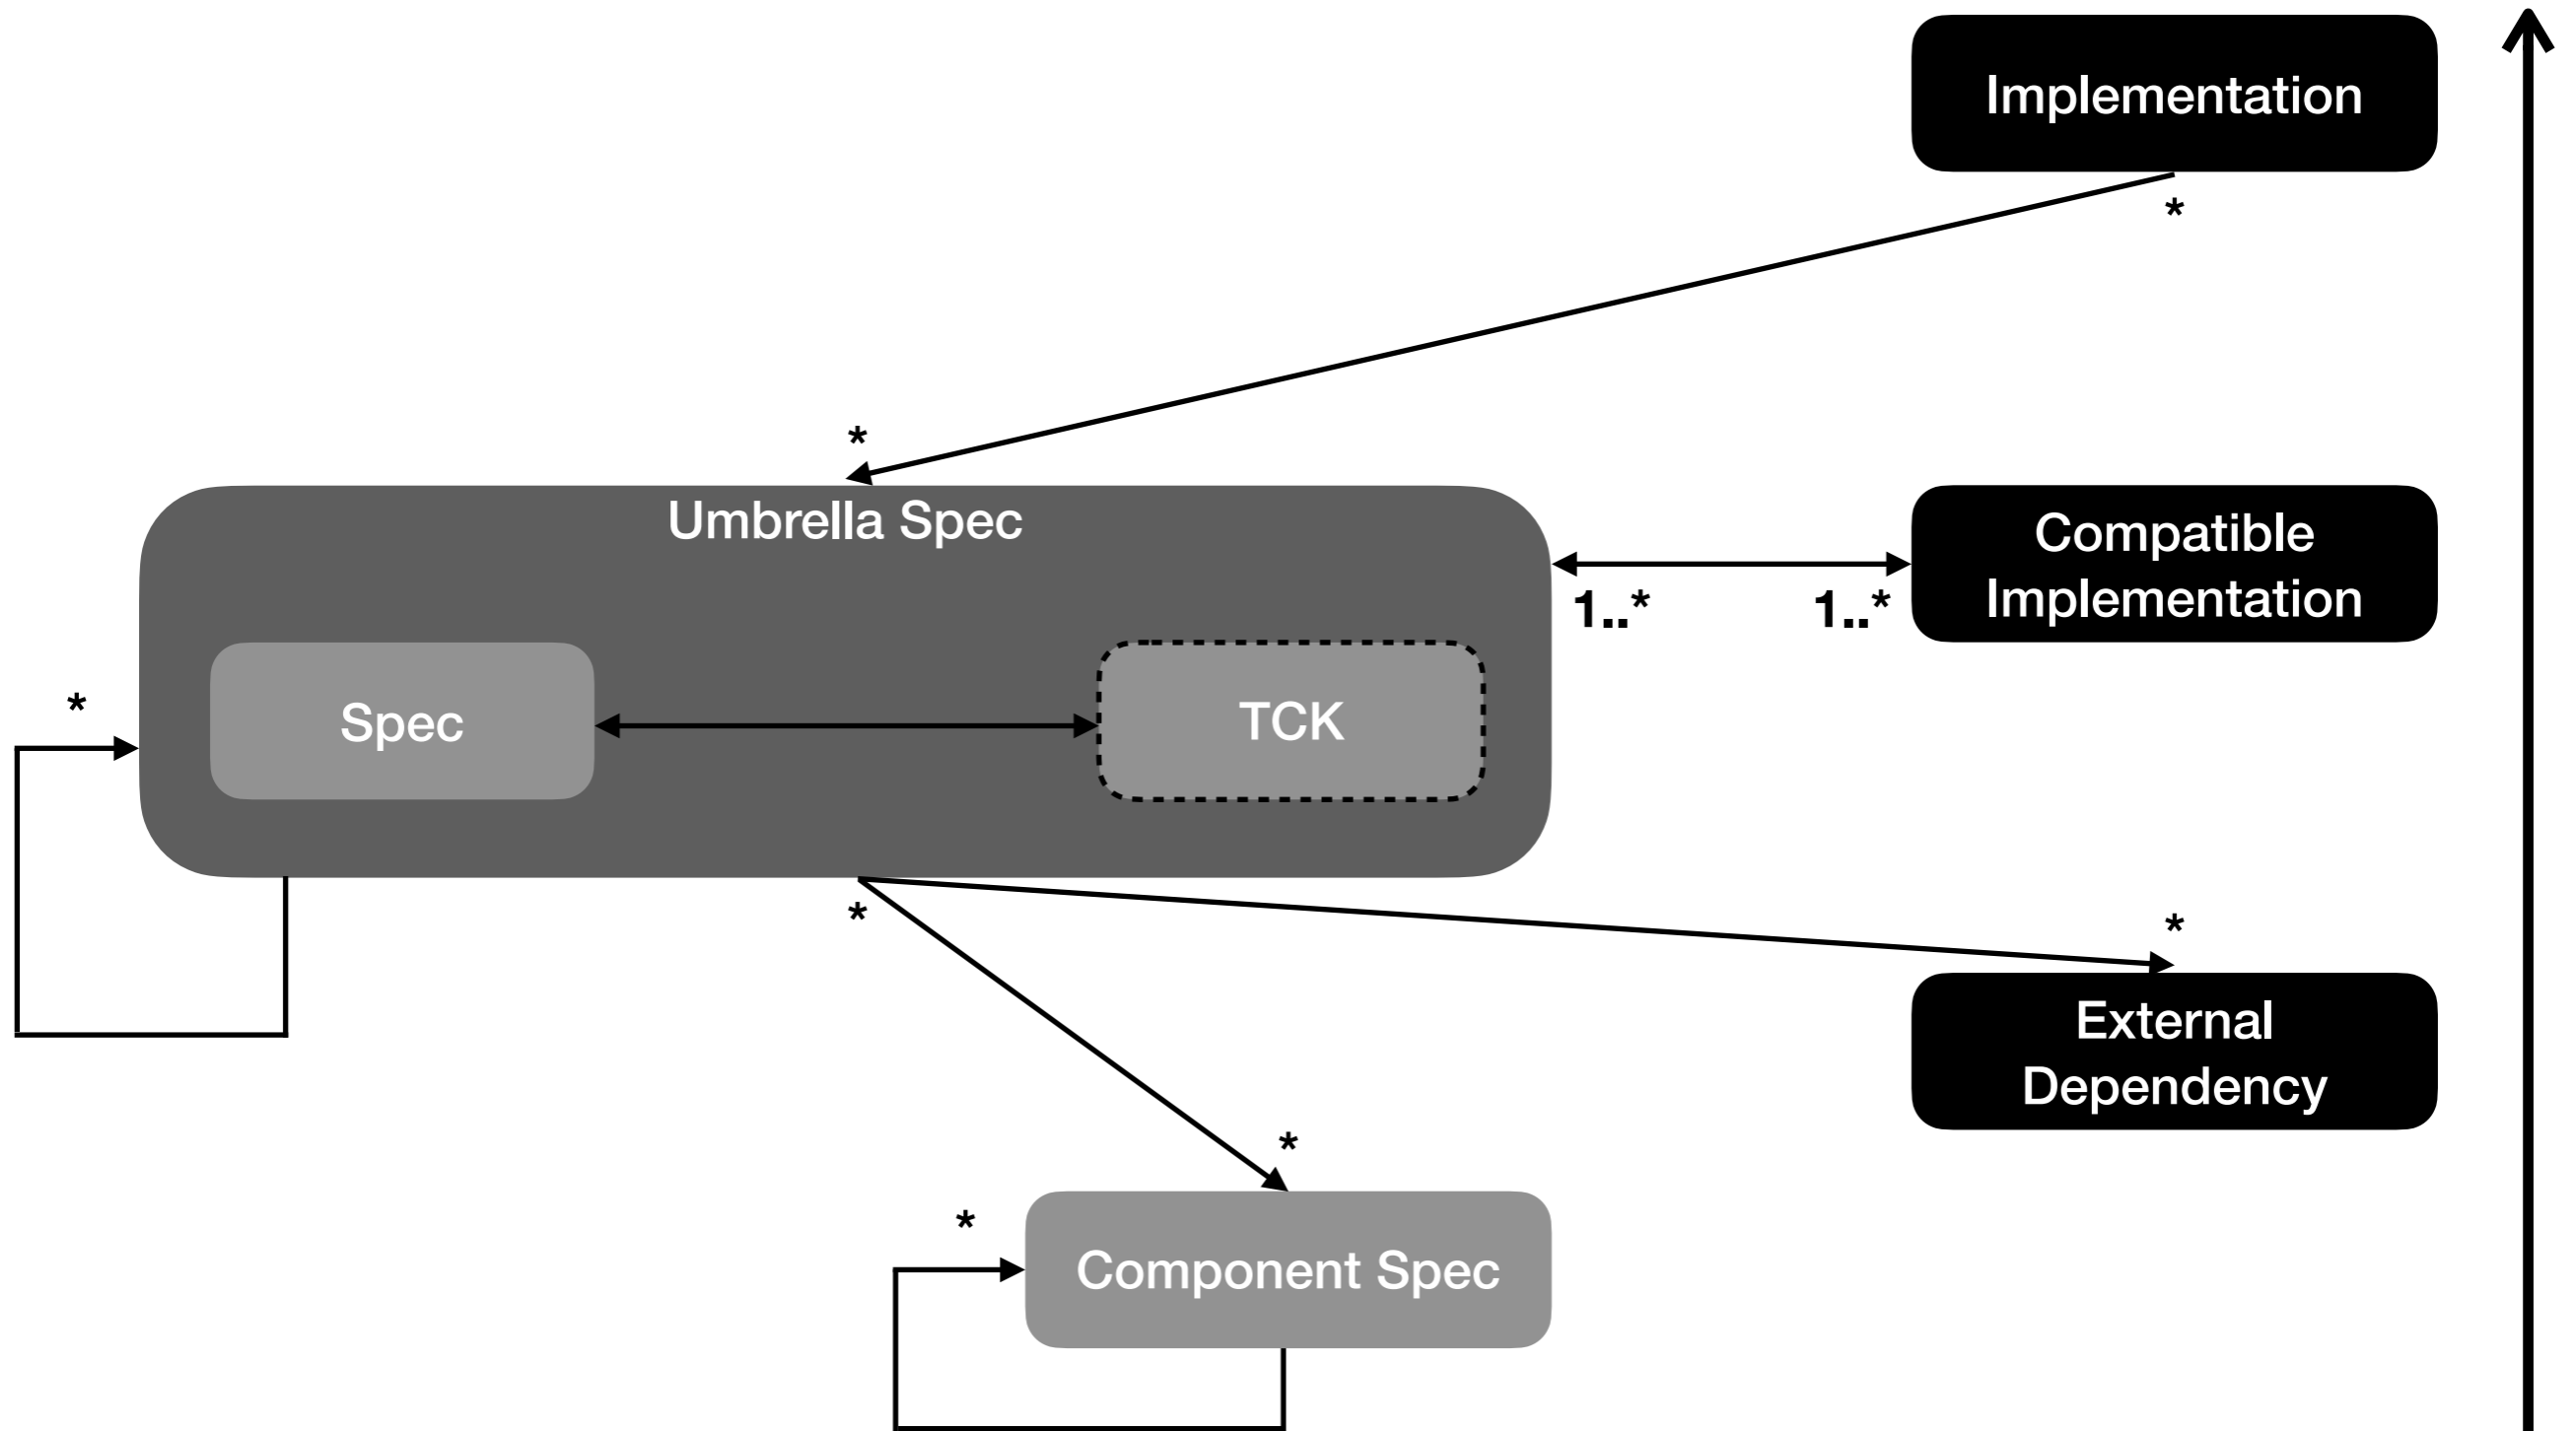 Implementation
*
*
Umbrella Spec
Compatible
Implementation
1..*
1..*
*
Spec
TCK
*
*
External
Dependency
*
*
Component Spec